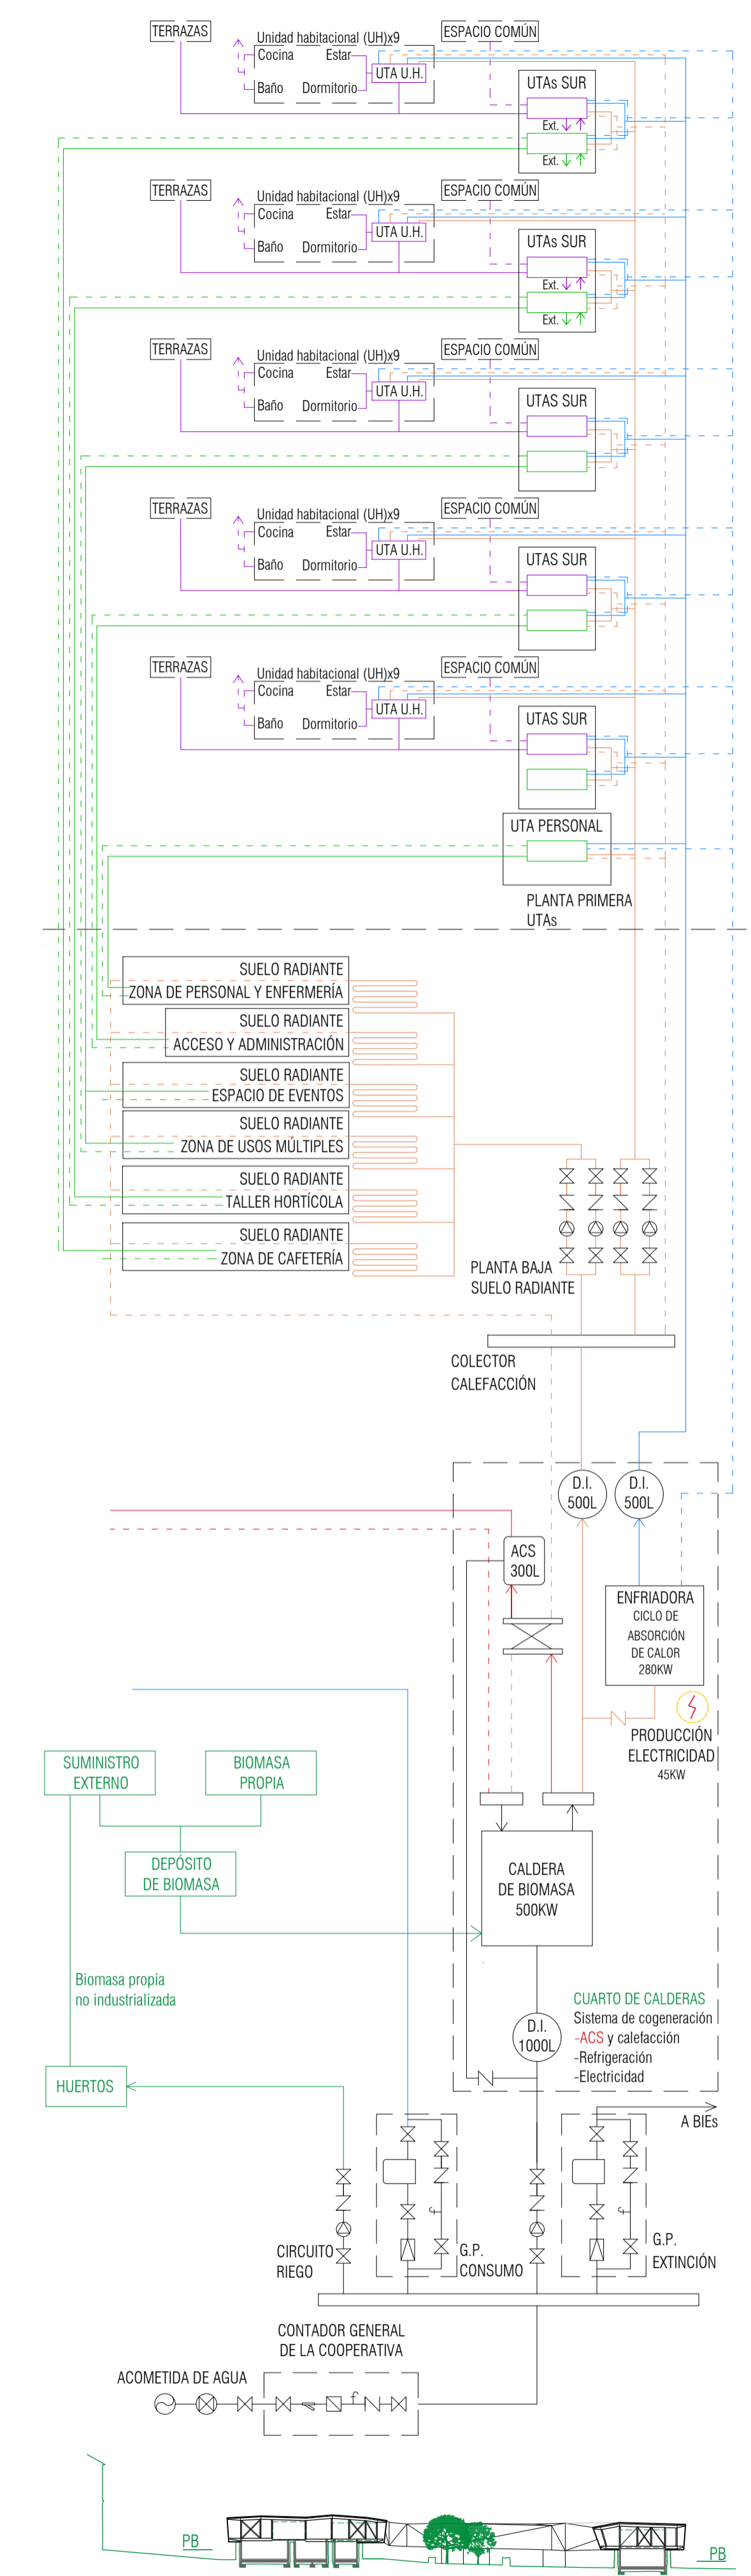 TERRAZAS
Unidad habitacional (UH)x9
Cocina Estar
UTA U.H.
Baño Dormitorio
ESPACIO COMÚN
UTAs SUR
Ext.
Ext.
TERRAZAS
Unidad habitacional (UH)x9
Cocina Estar
UTA U.H.
Baño Dormitorio
ESPACIO COMÚN
UTAs SUR
Ext.
Ext.
TERRAZAS
Unidad habitacional (UH)x9
Cocina Estar
UTA U.H.
Baño Dormitorio
ESPACIO COMÚN
UTAS SUR
TERRAZAS
Unidad habitacional (UH)x9
Cocina Estar
UTA U.H.
Baño Dormitorio
ESPACIO COMÚN
UTAS SUR
TERRAZAS
Unidad habitacional (UH)x9
Cocina Estar
UTA U.H.
Baño Dormitorio
ESPACIO COMÚN
UTAS SUR
UTA PERSONAL
PLANTA PRIMERA
UTAs
SUELO RADIANTE
ZONA DE PERSONAL Y ENFERMERÍA
SUELO RADIANTE
ACCESO Y ADMINISTRACIÓN
SUELO RADIANTE
ESPACIO DE EVENTOS
SUELO RADIANTE
ZONA DE USOS MÚLTIPLES
SUELO RADIANTE
TALLER HORTÍCOLA
SUELO RADIANTE
ZONA DE CAFETERÍA
PLANTA BAJA
SUELO RADIANTE
COLECTOR
CALEFACCIÓN
D.I.
500L
D.I.
500L
ACS
300L
ENFRIADORA
CICLO DE
ABSORCIÓN
DE CALOR
280KW
PRODUCCIÓN
ELECTRICIDAD
45KW
SUMINISTRO
EXTERNO
BIOMASA
PROPIA
DEPÓSITO
DE BIOMASA
CALDERA
DE BIOMASA
500KW
Biomasa propia
no industrializada
CUARTO DE CALDERAS
Sistema de cogeneración
-ACS y calefacción
-Refrigeración
-Electricidad
D.I.
1000L
HUERTOS
A BIEs
CIRCUITO
RIEGO
G.P.
CONSUMO
G.P.
EXTINCIÓN
CONTADOR GENERAL
DE LA COOPERATIVA
ACOMETIDA DE AGUA
PB
PB